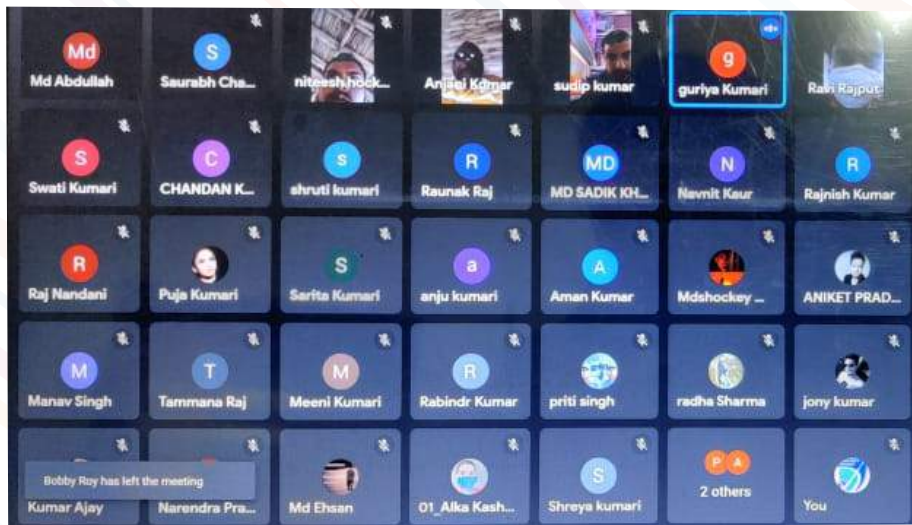 Md
Md Abdullah
S
Saurabh Cha...
niteesh hock...
Anjani Kumar
sudip kumar
g
guriya Kumari
Ravi Rajput
S
Swati Kumari
C
CHANDAN K...
s
shruti kumari
R
Raunak Raj
MD
MD SADIK KH...
N
Navnit Kaur
R
Rajnish Kumar
R
Raj Nandani
Puja Kumari
S
Sarita Kumari
a
anju kumari
A
Aman Kumar
Mdshockey ...
ANIKET PRAD...
M
Manav Singh
T
Tammana Raj
M
Meeni Kumari
R
Rabindr Kumar
priti singh
radha Sharma
jony kumar
Bobby Roy has left the meeting
Kumar Ajay
Narendra Pra...
Md Ehsan
01_Alka Kash...
S
Shreya kumari
P A
2 others
You